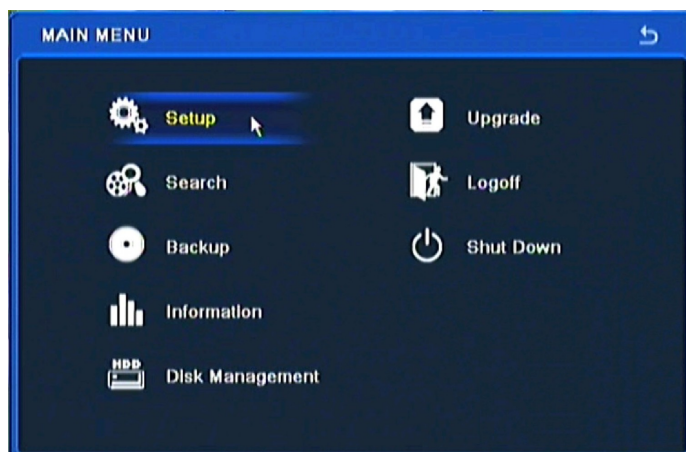 MAIN MENU
Setup
Search
Backup
Information
HDD
Disk Management
Upgrade
Logoff
Shut Down